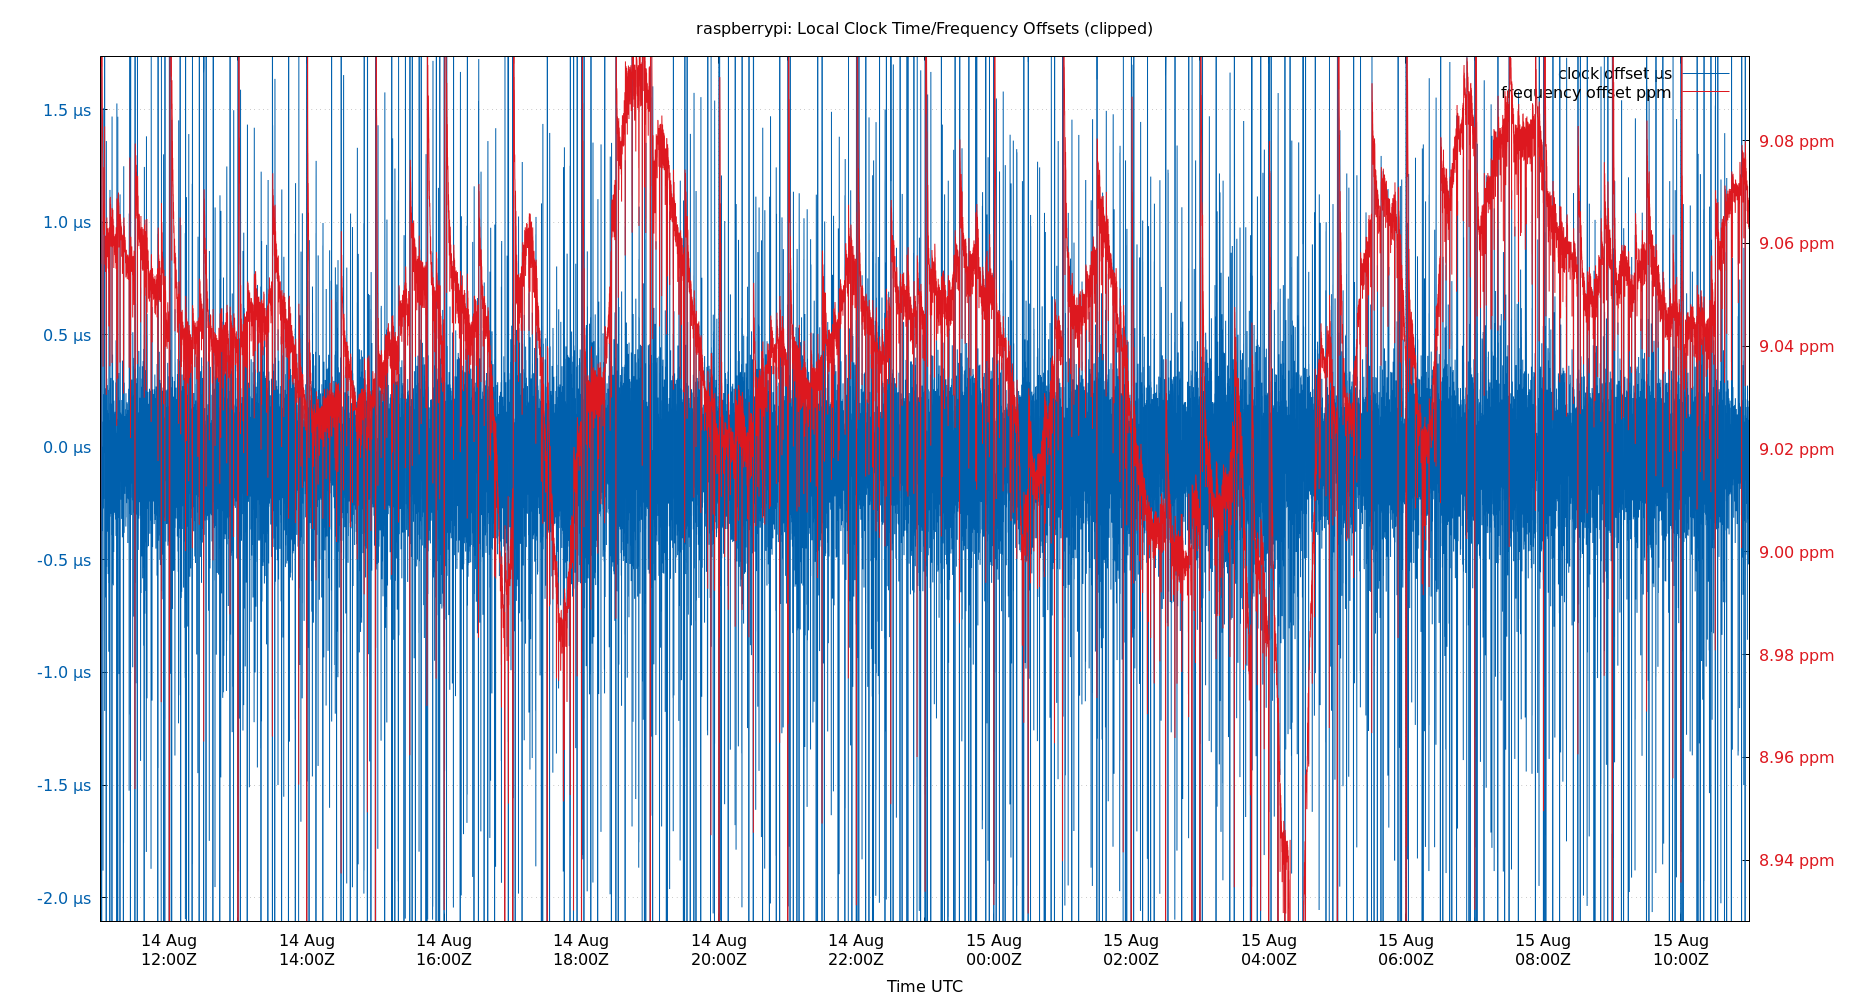 raspberrypi: Local Clock Time/Frequency Offsets (clipped)
clock offset µs
frequency offset ppm
1.5 µs
1.0 µs
0.5 µs
0.0 µs
-0.5 µs
-1.0 µs
-1.5 µs
-2.0 µs
9.08 ppm
9.06 ppm
9.04 ppm
9.02 ppm
9.00 ppm
8.98 ppm
8.96 ppm
8.94 ppm
14 Aug 14 Aug 14 Aug 14 Aug 14 Aug 14 Aug 15 Aug 15 Aug 15 Aug 15 Aug 15 Aug 15 Aug
12:00Z 14:00Z 16:00Z 18:00Z 20:00Z 22:00Z 00:00Z 02:00Z 04:00Z 06:00Z 08:00Z 10:00Z
Time UTC